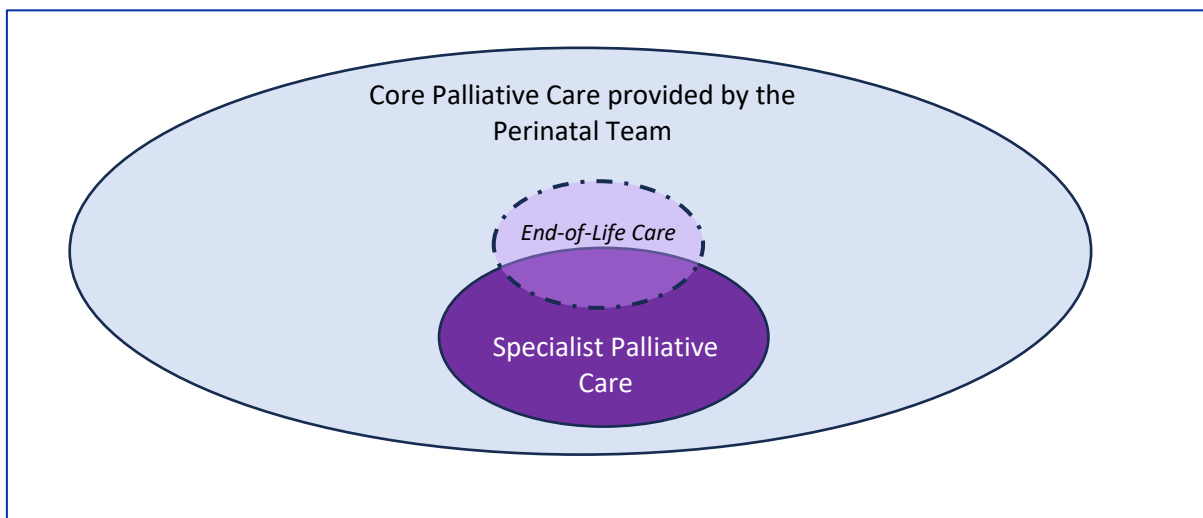 Core Palliative Care provided by the
Perinatal Team
End-of-Life Care
Specialist Palliative
Care